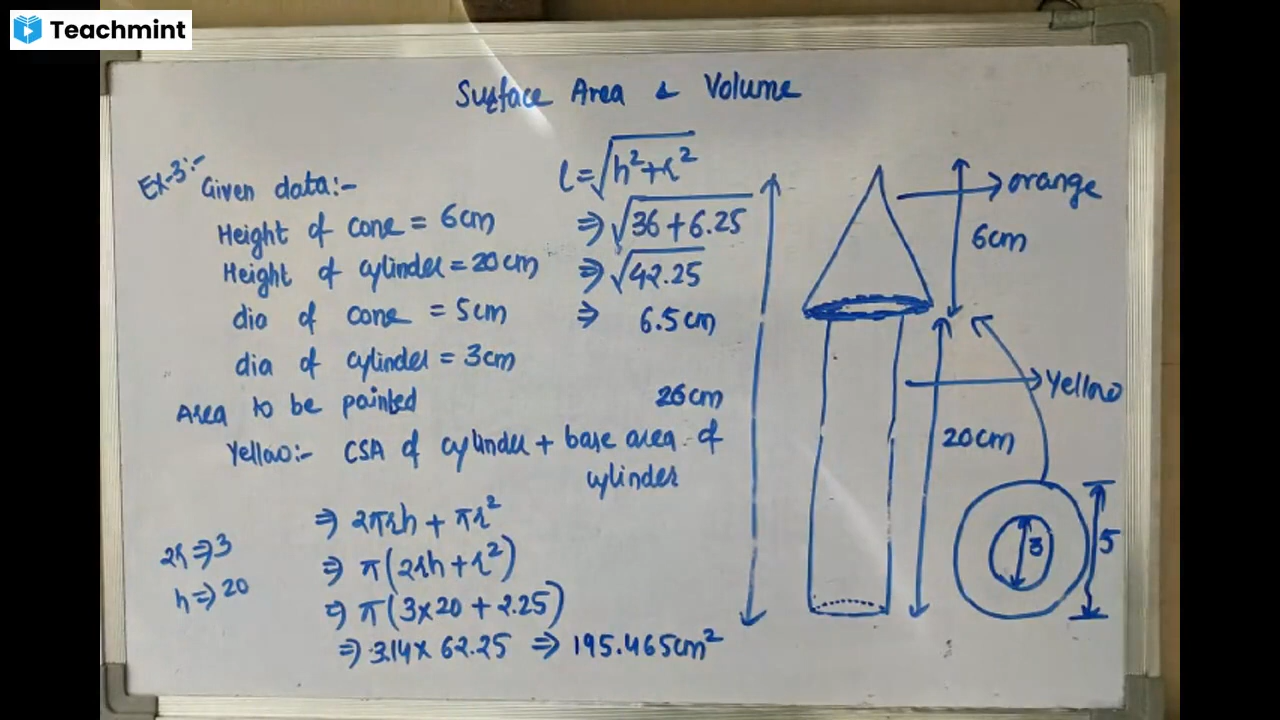 Teachmint
Surface Area & Volume
Ex-3:-
Given data:-
Height of cone = 6cm
Height of cylinder = 20cm
dia of cone = 5cm
dia of cylinder = 3cm
Area to be painted
Yellow:- CSA of cylinder + base area of
cylinder
⇒ 2πrh + πr²
⇒ π(2rh + r²)
⇒ π(3×20 + 2.25)
⇒ 3.14 × 62.25 ⇒ 195.465cm²
2r ⇒ 3
h ⇒ 20
l = √h²+r²
⇒ √36 + 6.25
⇒ √42.25
⇒ 6.5cm
26cm
orange
6cm
Yellow
20cm
3
5